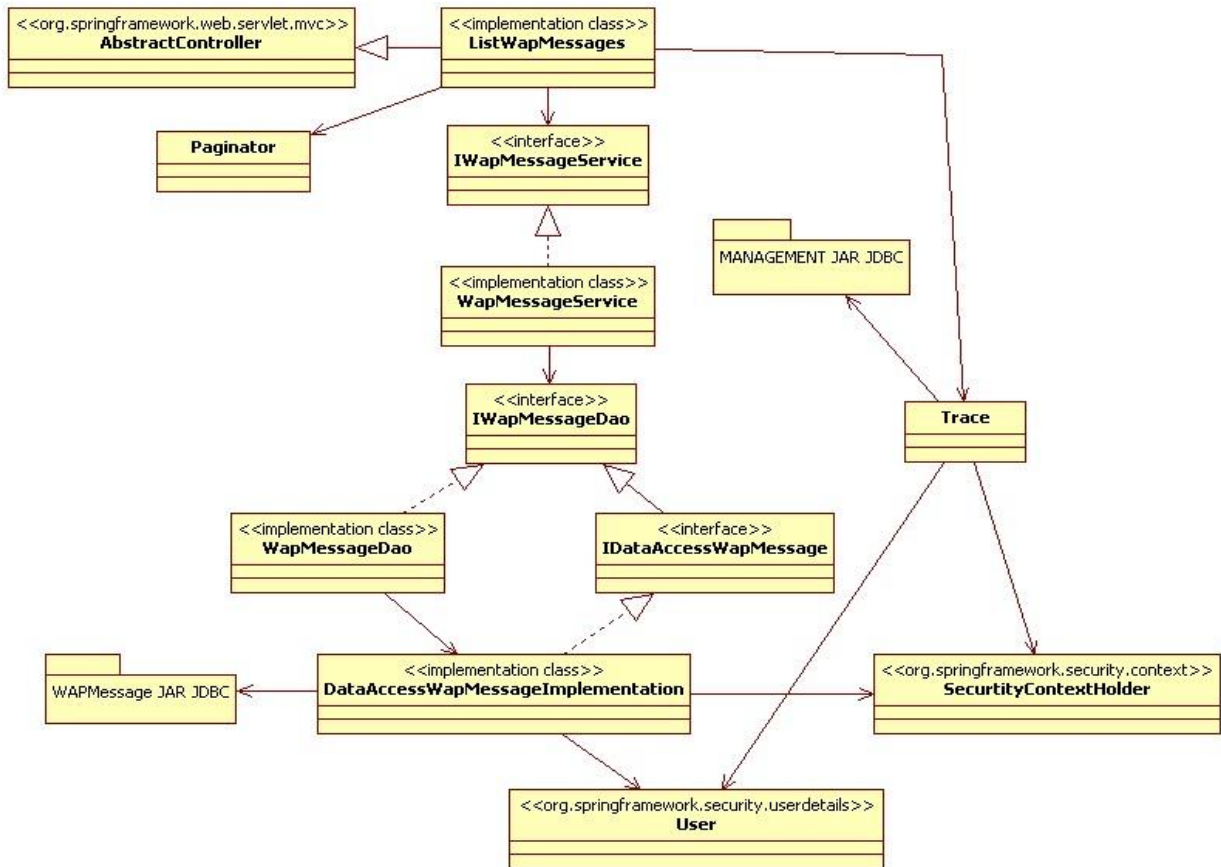 <<org.springframework.web.servlet.mvc>>
AbstractController
<<implementation class>>
ListWapMessages
Paginator
<<interface>>
IWapMessageService
MANAGEMENT JAR JDBC
<<implementation class>>
WapMessageService
<<interface>>
IWapMessageDao
Trace
<<implementation class>>
WapMessageDao
<<interface>>
IDataAccessWapMessage
WAPMessage JAR JDBC
<<implementation class>>
DataAccessWapMessageImplementation
<<org.springframework.security.context>>
SecurtityContextHolder
<<org.springframework.security.userdetails>>
User